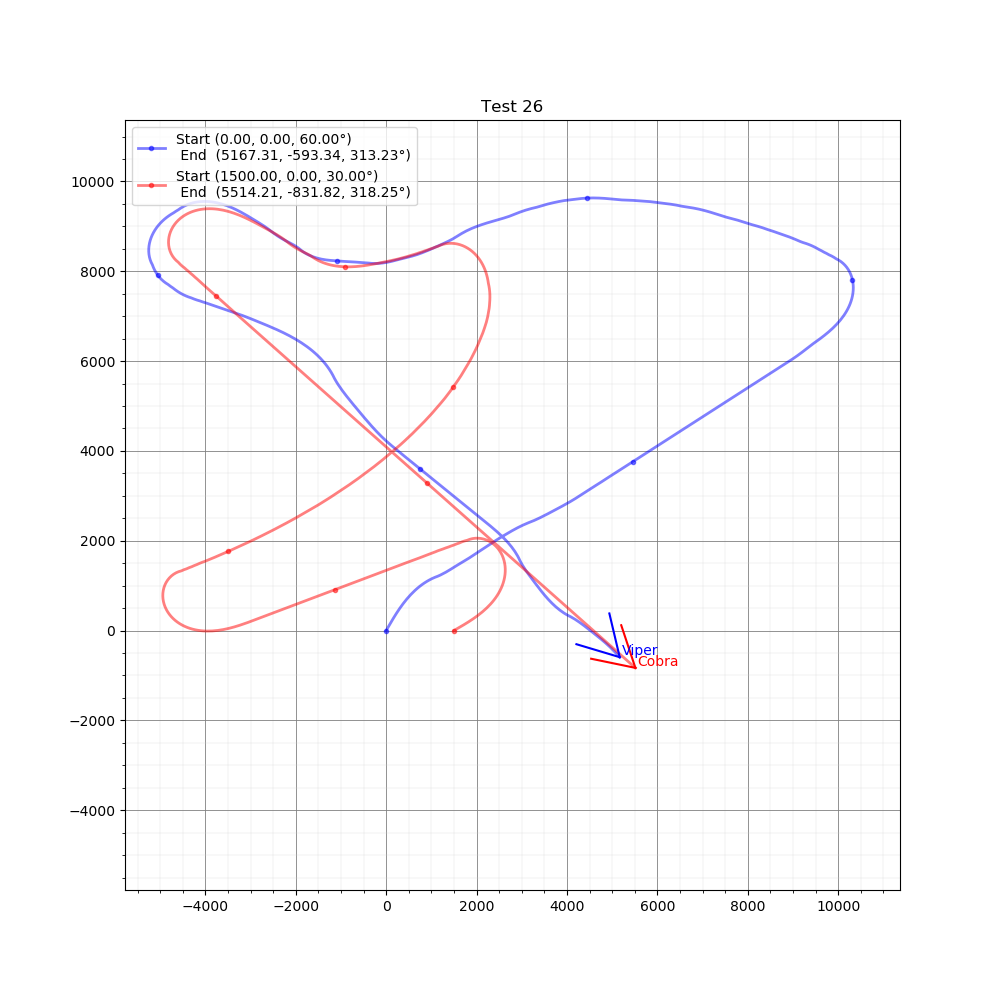 Test 26
Start (0.00, 0.00, 60.00°)
End (5167.31, -593.34, 313.23°)
Start (1500.00, 0.00, 30.00°)
End (5514.21, -831.82, 318.25°)
10000
8000
6000
4000
2000
0
−2000
−4000
Viper
Cobra
−4000 −2000 0 2000 4000 6000 8000 10000